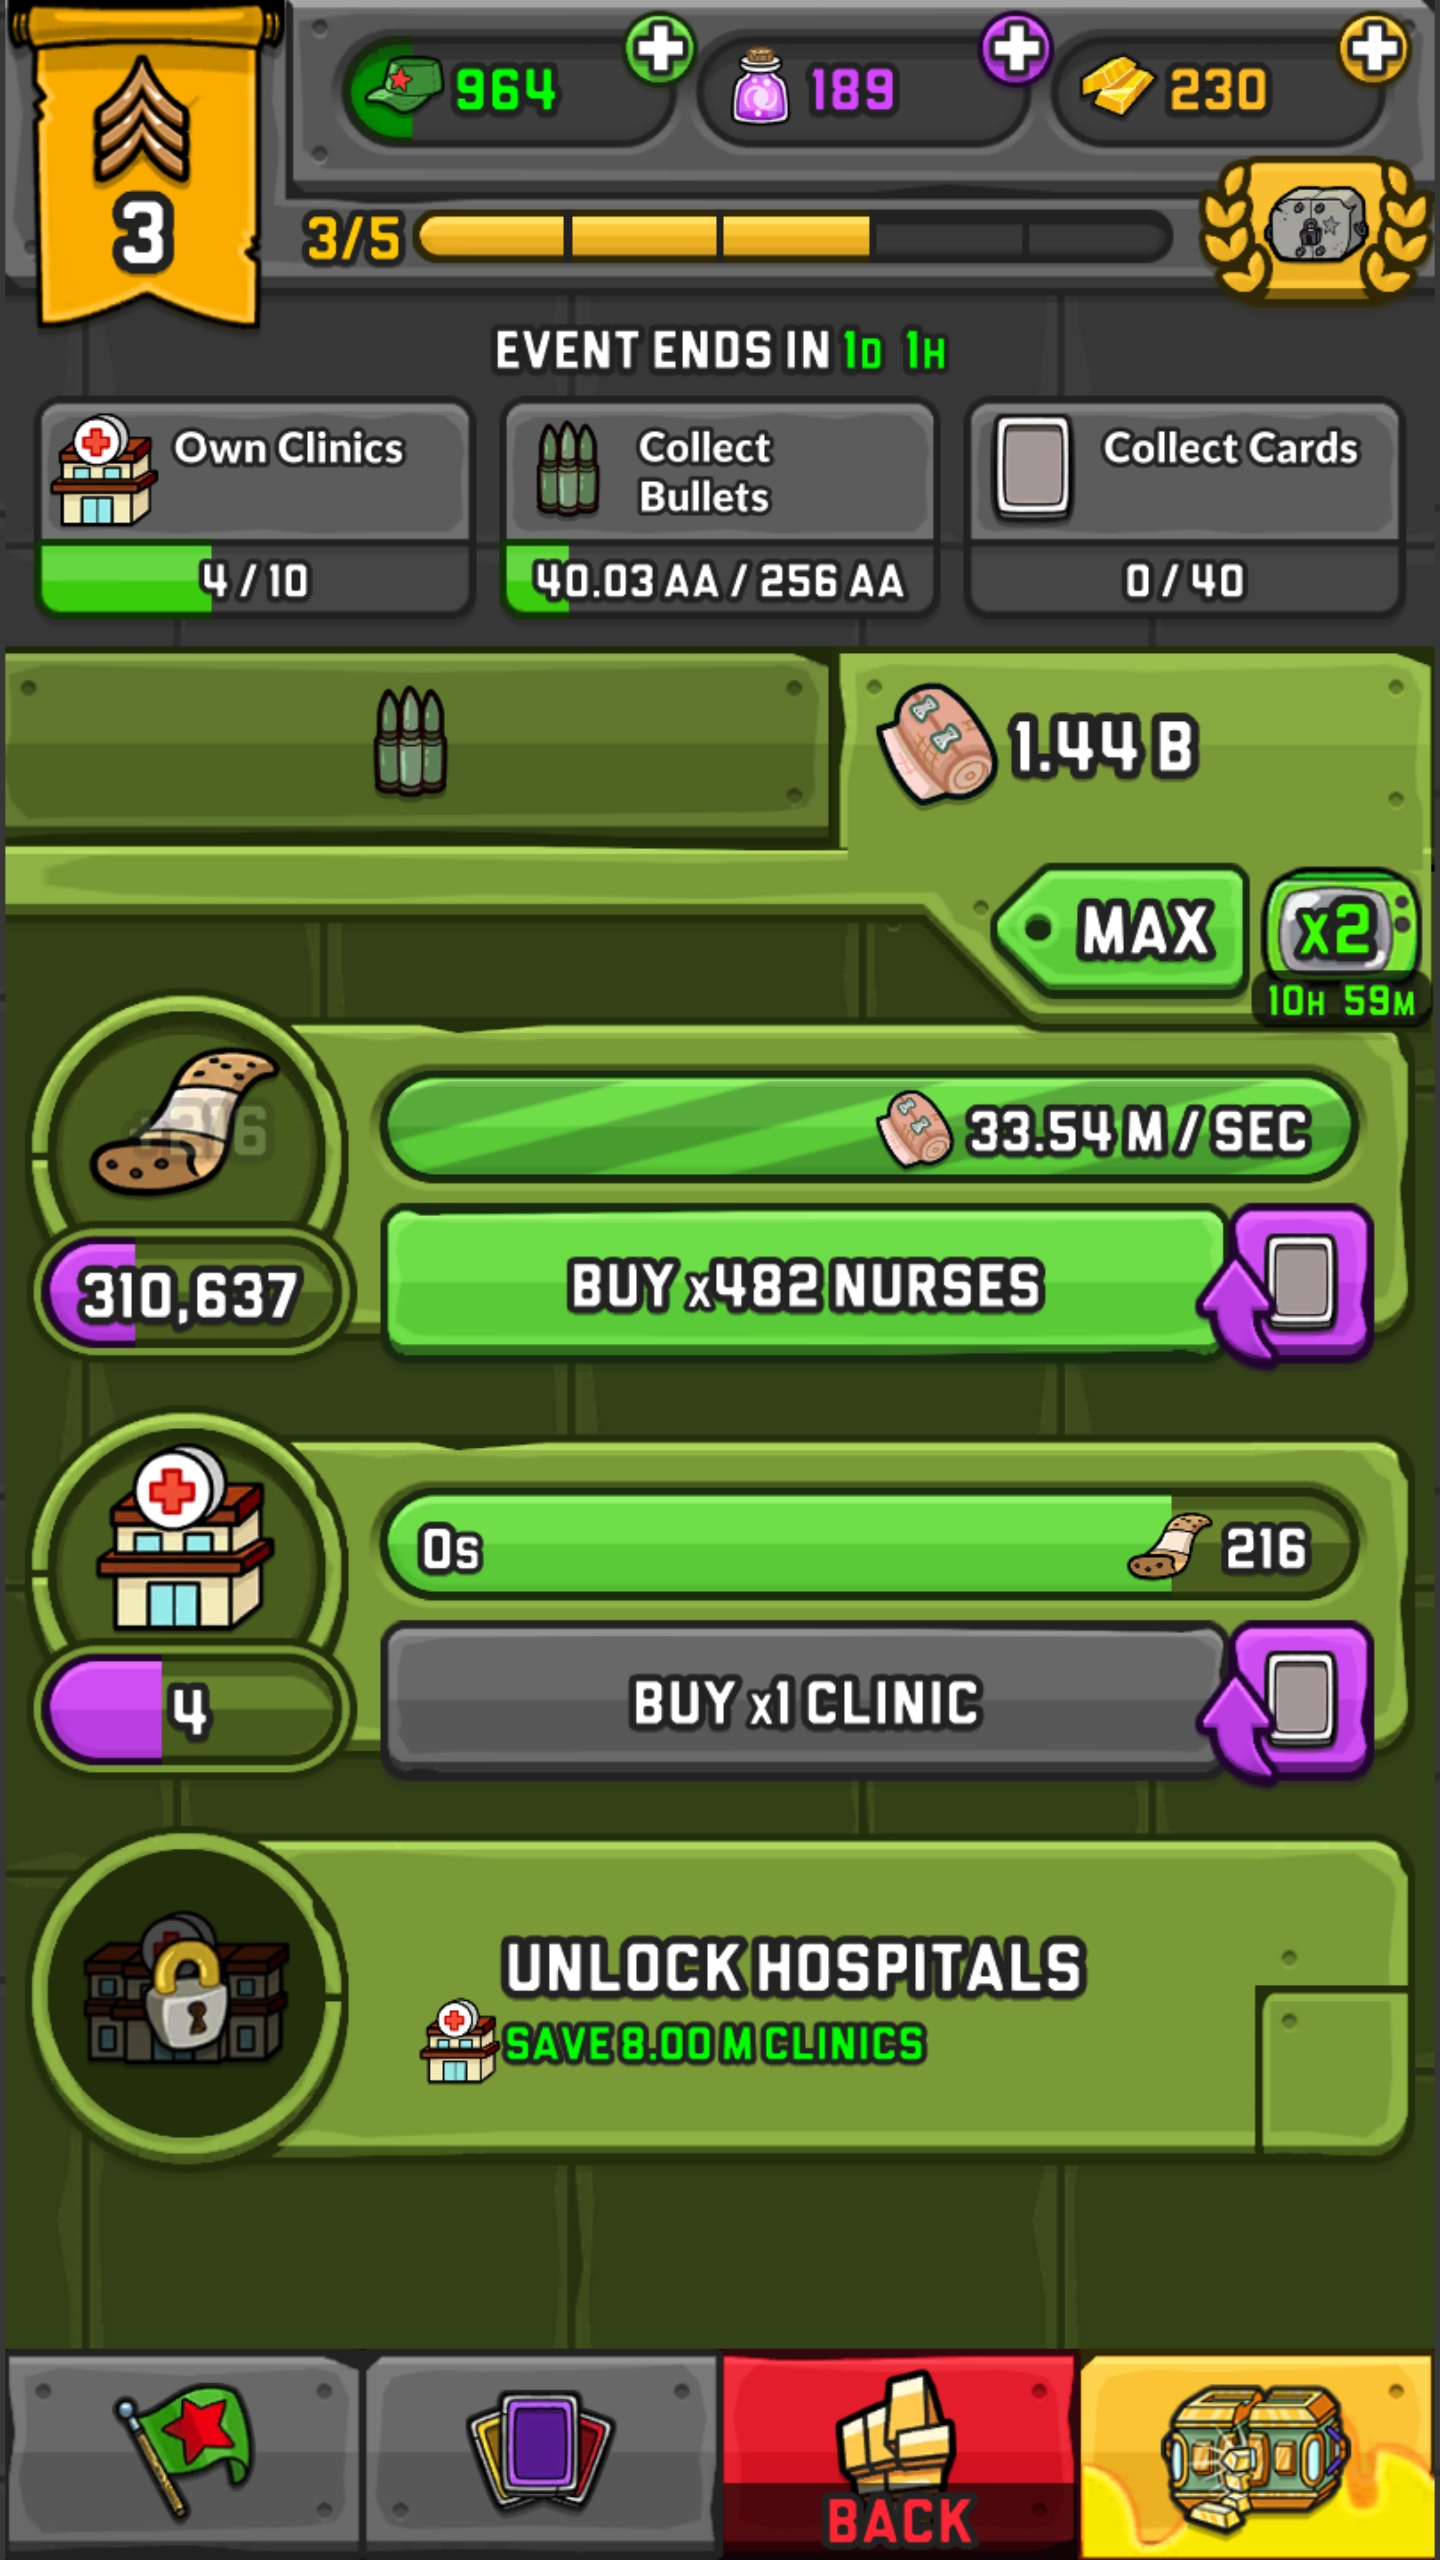 964
189
230
3
3/5
EVENT ENDS IN 1D 1H
Own Clinics
Collect
Bullets
Collect Cards
4 / 10
40.03 AA / 256 AA
0 / 40
1.44 B
MAX
x2
10H 59M
33.54 M / SEC
310,637
BUY x482 NURSES
0s
216
4
BUY x1 CLINIC
UNLOCK HOSPITALS
SAVE 8.00 M CLINICS
BACK